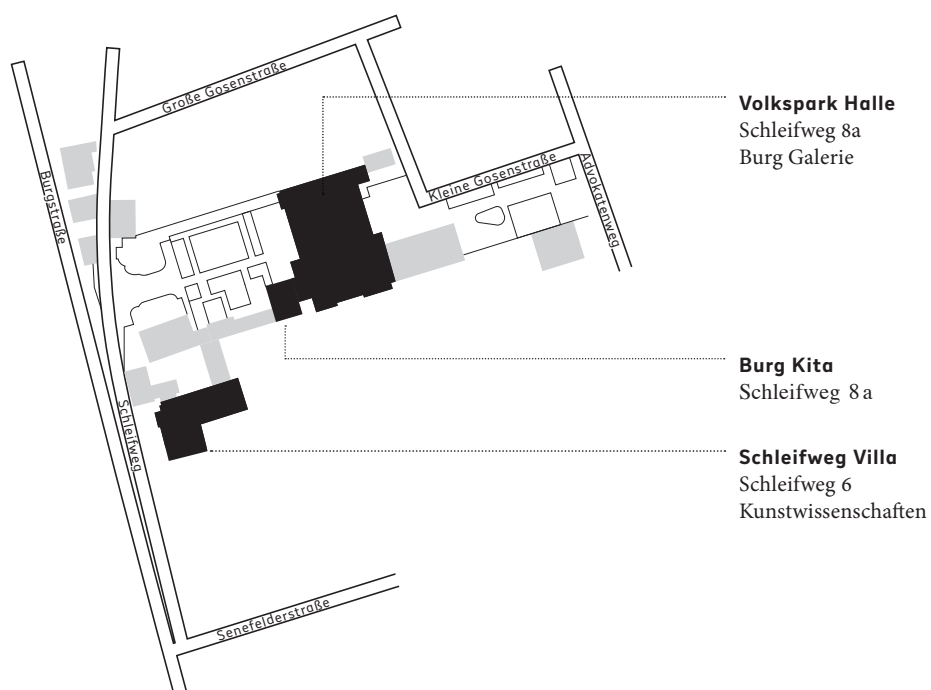 Große Gosenstraße
Burgstraße
Kleine Gosenstraße
Advokatenweg
Schleifweg
Senefelderstraße
Volkspark Halle
Schleifweg 8a
Burg Galerie
Burg Kita
Schleifweg 8 a
Schleifweg Villa
Schleifweg 6
Kunstwissenschaften